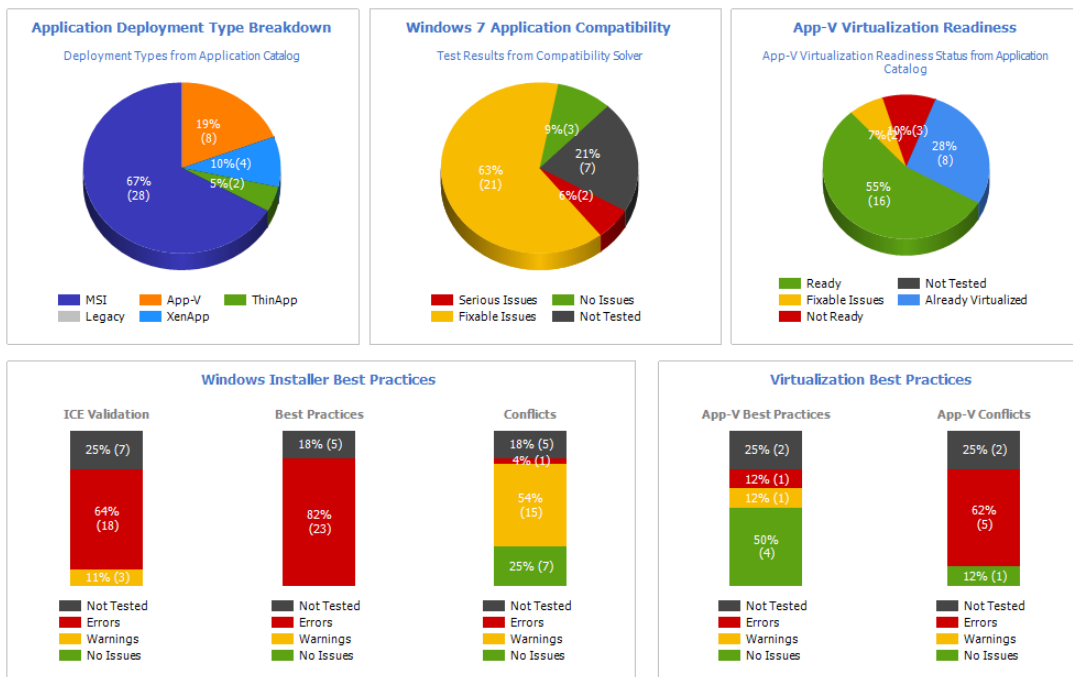 Application Deployment Type Breakdown
Deployment Types from Application Catalog
19%
(8)
10%(4)
5%(2)
67%
(28)
MSI
App-V
ThinApp
Legacy
XenApp
Windows 7 Application Compatibility
Test Results from Compatibility Solver
9%(3)
21%
(7)
63%
(21)
6%(2)
Serious Issues
No Issues
Fixable Issues
Not Tested
App-V Virtualization Readiness
App-V Virtualization Readiness Status from Application
Catalog
7%(2)
10%(3)
28%
(8)
55%
(16)
Ready
Not Tested
Fixable Issues
Already Virtualized
Not Ready
Windows Installer Best Practices
ICE Validation
25% (7)
64%
(18)
11% (3)
Not Tested
Errors
Warnings
No Issues
Best Practices
18% (5)
82%
(23)
Not Tested
Errors
Warnings
No Issues
Conflicts
18% (5)
4% (1)
54%
(15)
25% (7)
Not Tested
Errors
Warnings
No Issues
Virtualization Best Practices
App-V Best Practices
25% (2)
12% (1)
12% (1)
50%
(4)
Not Tested
Errors
Warnings
No Issues
App-V Conflicts
25% (2)
62%
(5)
12% (1)
Not Tested
Errors
Warnings
No Issues